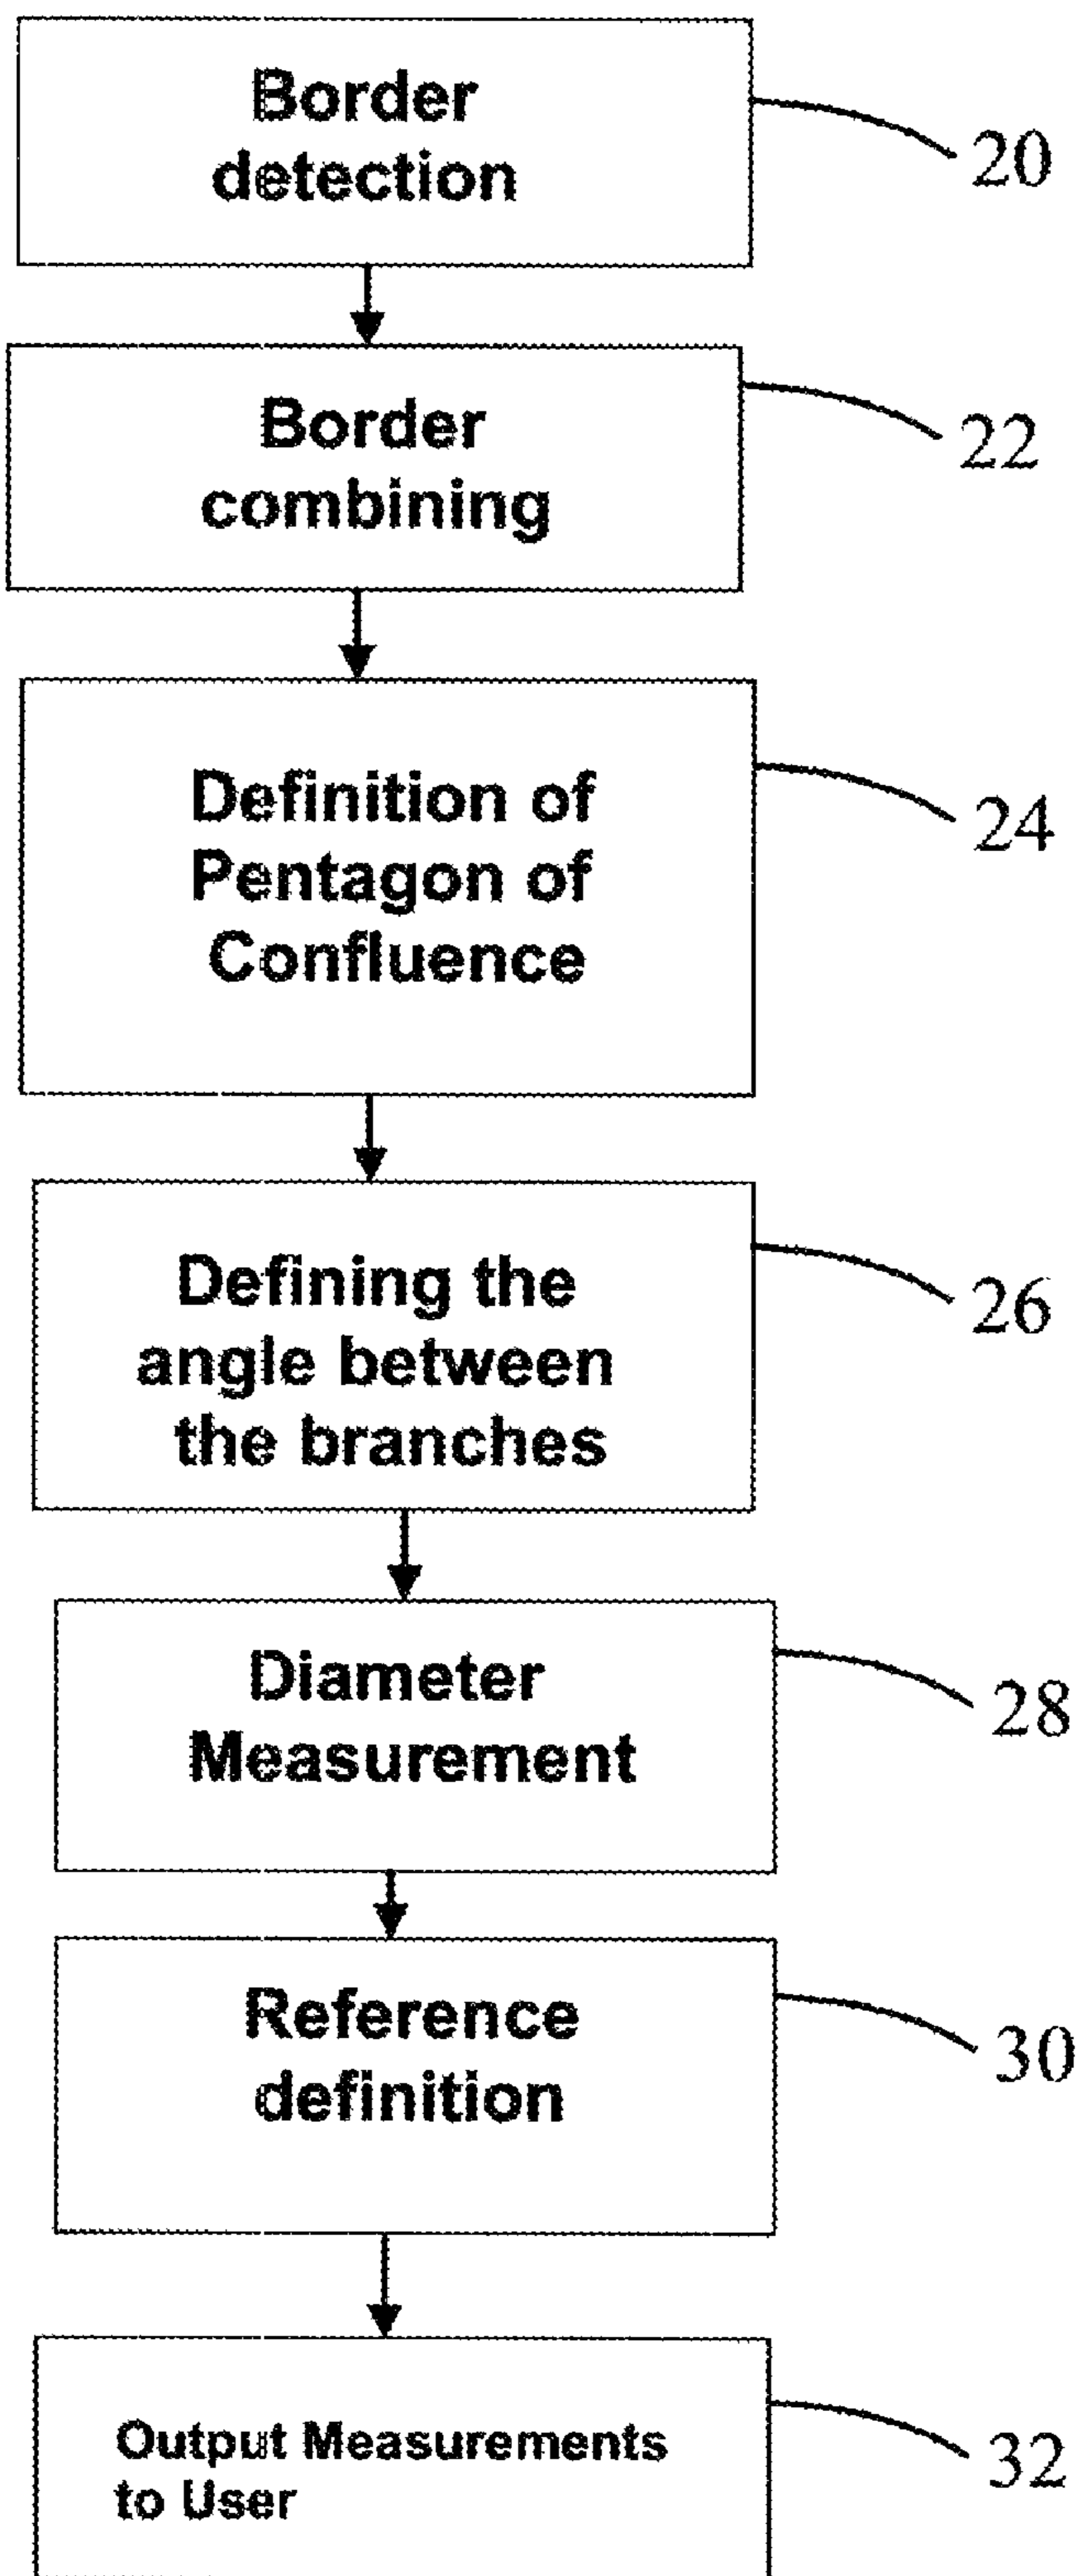 Border
detection
20
Border
combining
22
Definition of
Pentagon of
Confluence
24
Defining the
angle between
the branches
26
Diameter
Measurement
28
Reference
definition
30
Output Measurements
to User
32